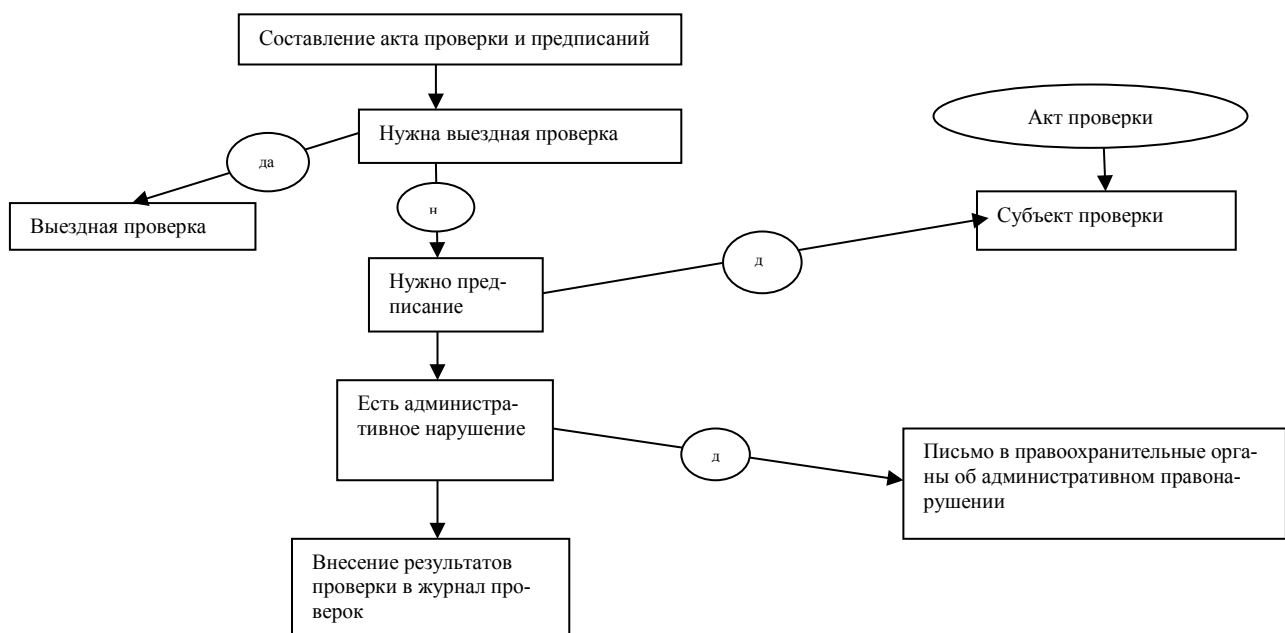 Составление акта проверки и предписаний
Нужна выездная проверка
Акт проверки
да
Выездная проверка
н
Субъект проверки
д
Нужно пред-
писание
Есть администра-
тивное нарушение
д
Письмо в правоохранительные орга-
ны об административном правона-
рушении
Внесение результатов
проверки в журнал про-
верок